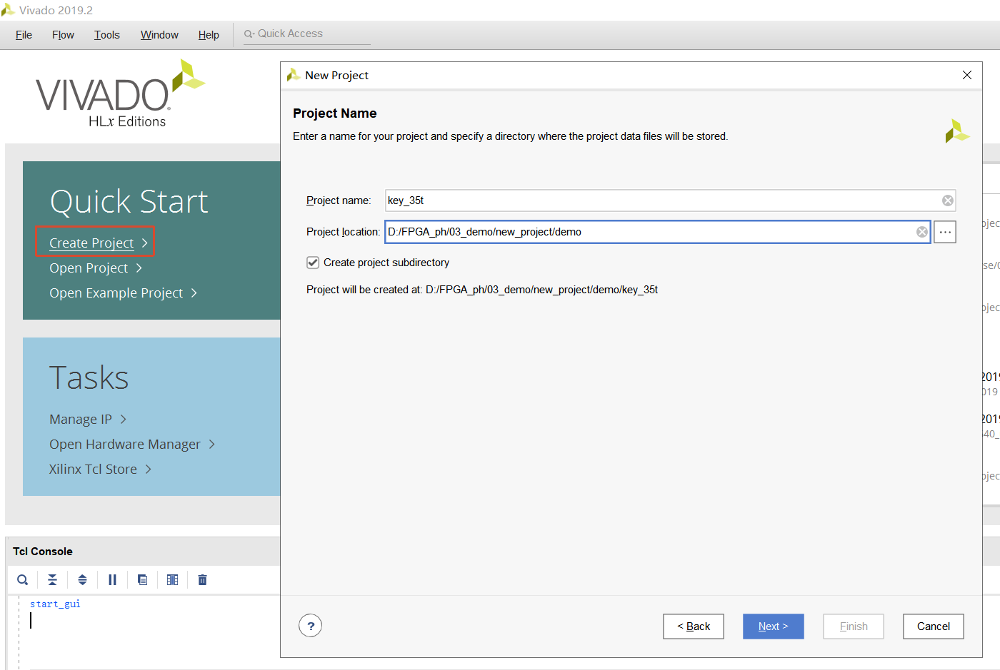 Vivado 2019.2
File Flow Tools Window Help Quick Access
VIVADO.
HLx Editions
Quick Start
Create Project
Open Project
Open Example Project
Tasks
Manage IP
Open Hardware Manager
Xilinx Tcl Store
Tcl Console
start_gui
New Project
Project Name
Enter a name for your project and specify a directory where the project data files will be stored.
Project name: key_35t
Project location: D:/FPGA_ph/03_demo/new_project/demo
Create project subdirectory
Project will be created at: D:/FPGA_ph/03_demo/new_project/demo/key_35t
? < Back Next > Finish Cancel